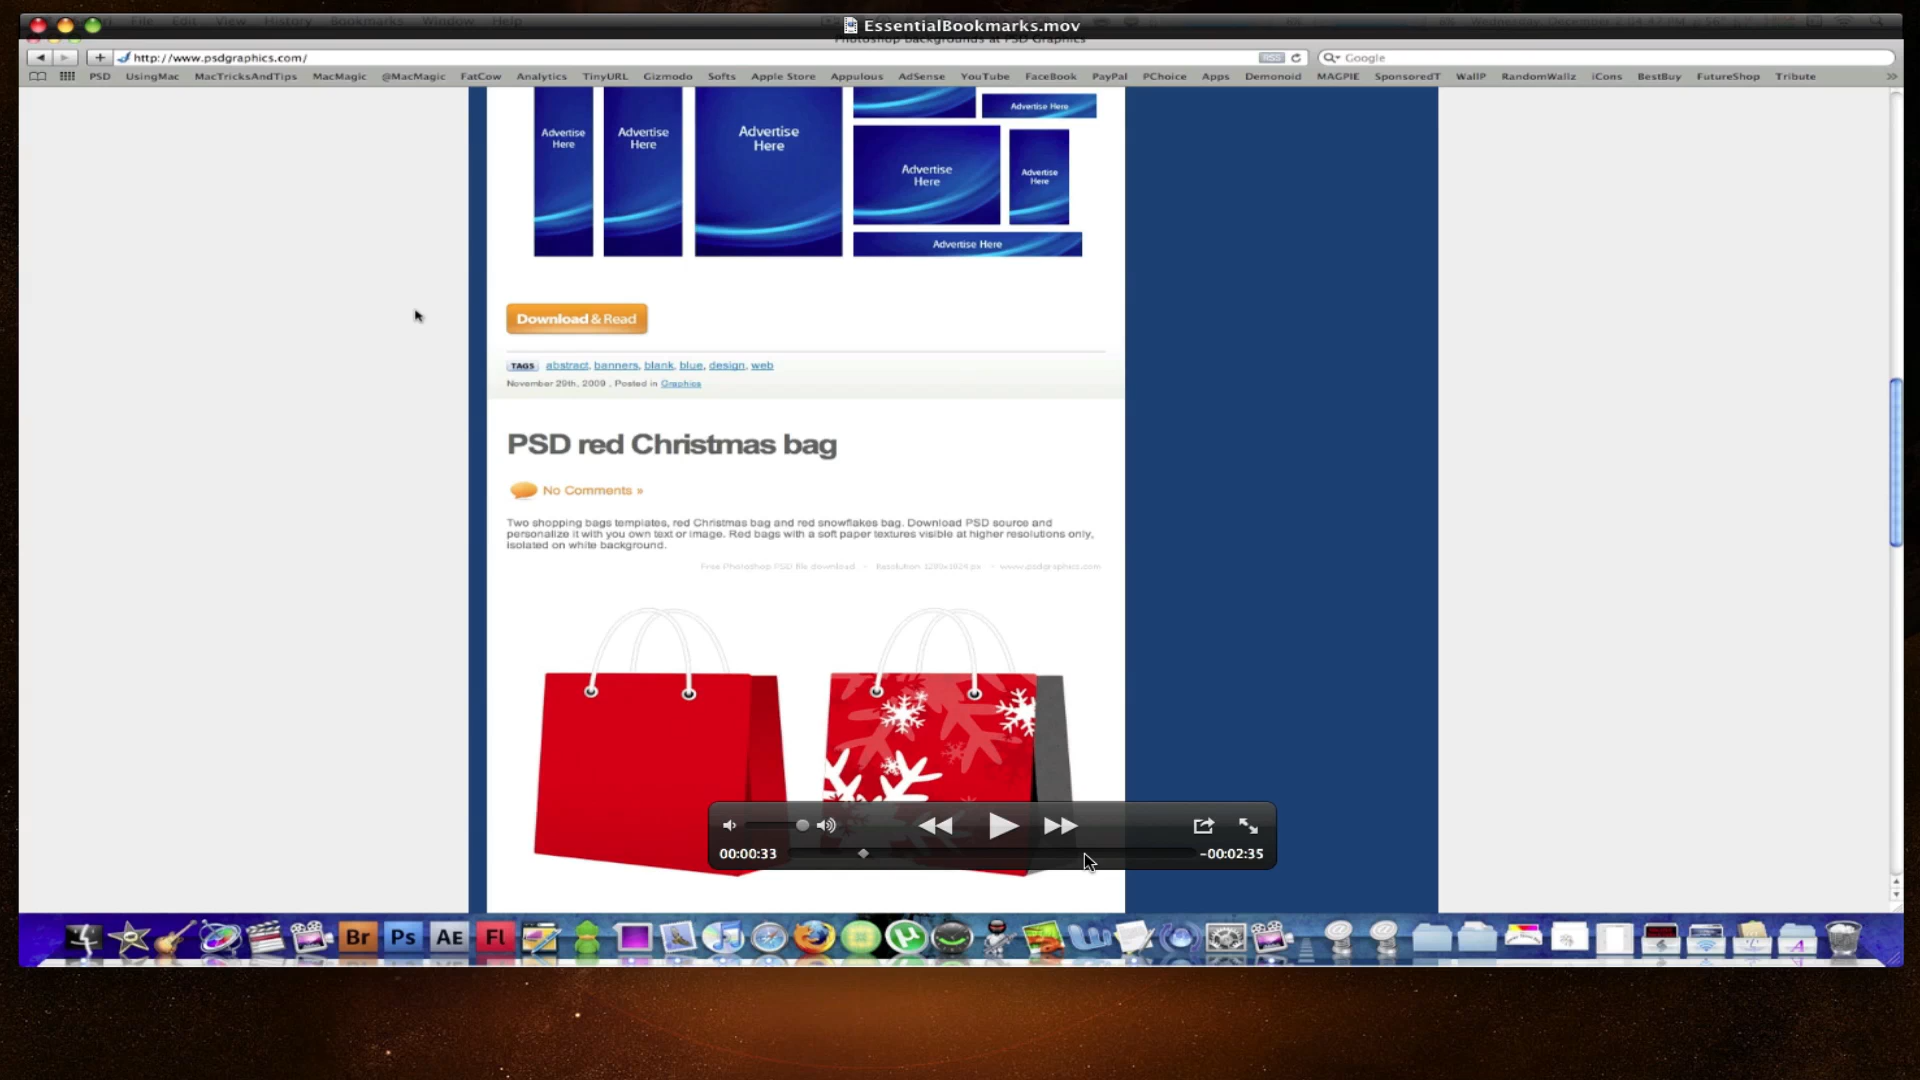 File Edit View History Bookmarks Window Help
EssentialBookmarks.mov
Photoshop backgrounds at PSD Graphics
http://www.psdgraphics.com/
RSS
Google
PSD UsingMac MacTricksAndTips MacMagic @MacMagic FatCow Analytics TinyURL Gizmodo Softs Apple Store Appulous AdSense YouTube FaceBook PayPal PChoice Apps Demonoid MAGPIE SponsoredT WallP RandomWallz iCons BestBuy FutureShop Tribute
Advertise Here
Advertise
Here
Advertise
Here
Advertise
Here
Advertise
Here
Advertise
Here
Advertise Here
Download & Read
TAGS abstract, banners, blank, blue, design, web
November 29th, 2009 , Posted in Graphics
PSD red Christmas bag
No Comments »
Two shopping bags templates, red Christmas bag and red snowflakes bag. Download PSD source and
personalize it with you own text or image. Red bags with a soft paper textures visible at higher resolutions only,
isolated on white background.
Free Photoshop PSD file download - Resolution 1280x1024 px - www.psdgraphics.com
00:00:33
-00:02:35
Br Ps AE Fl